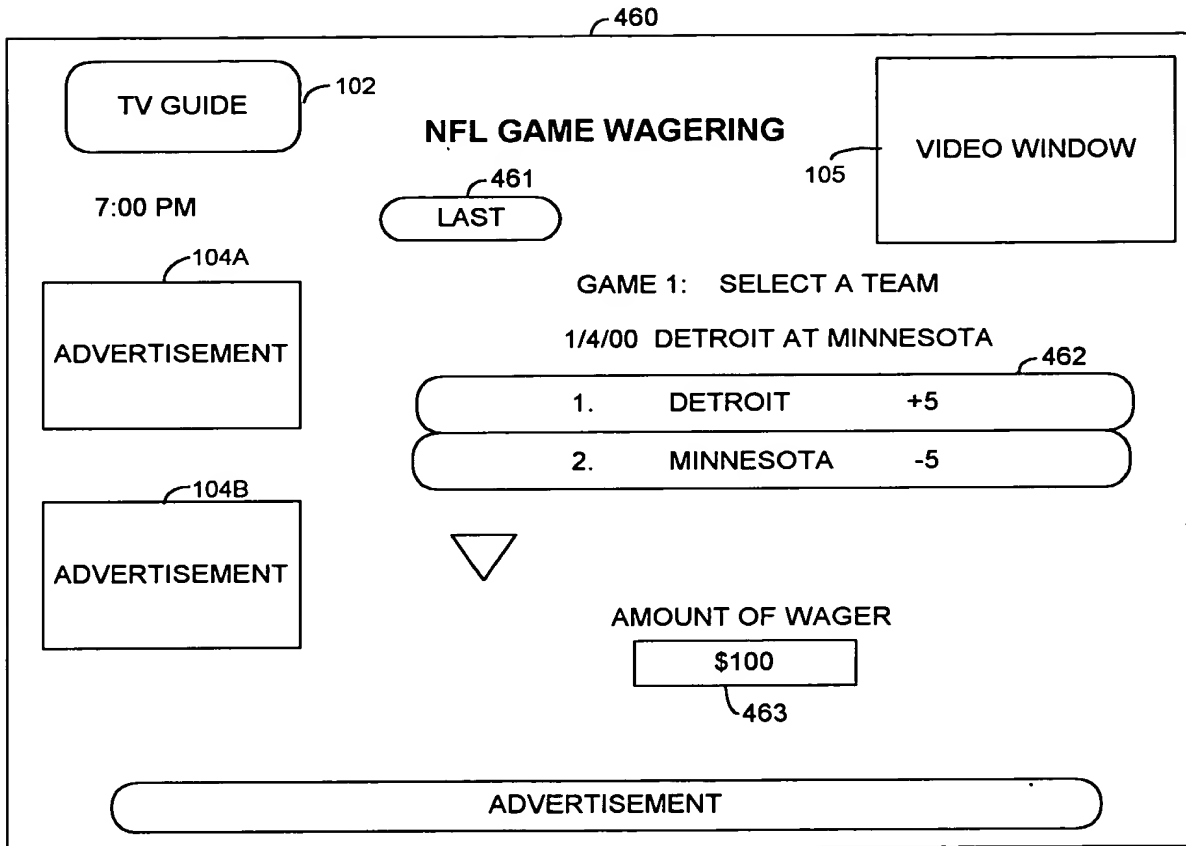 460
TV GUIDE
102
NFL GAME WAGERING
VIDEO WINDOW
105
461
7:00 PM
LAST
104A
GAME 1: SELECT A TEAM
ADVERTISEMENT
1/4/00 DETROIT AT MINNESOTA
462
1. DETROIT +5
2. MINNESOTA -5
104B
ADVERTISEMENT
AMOUNT OF WAGER
$100
463
ADVERTISEMENT